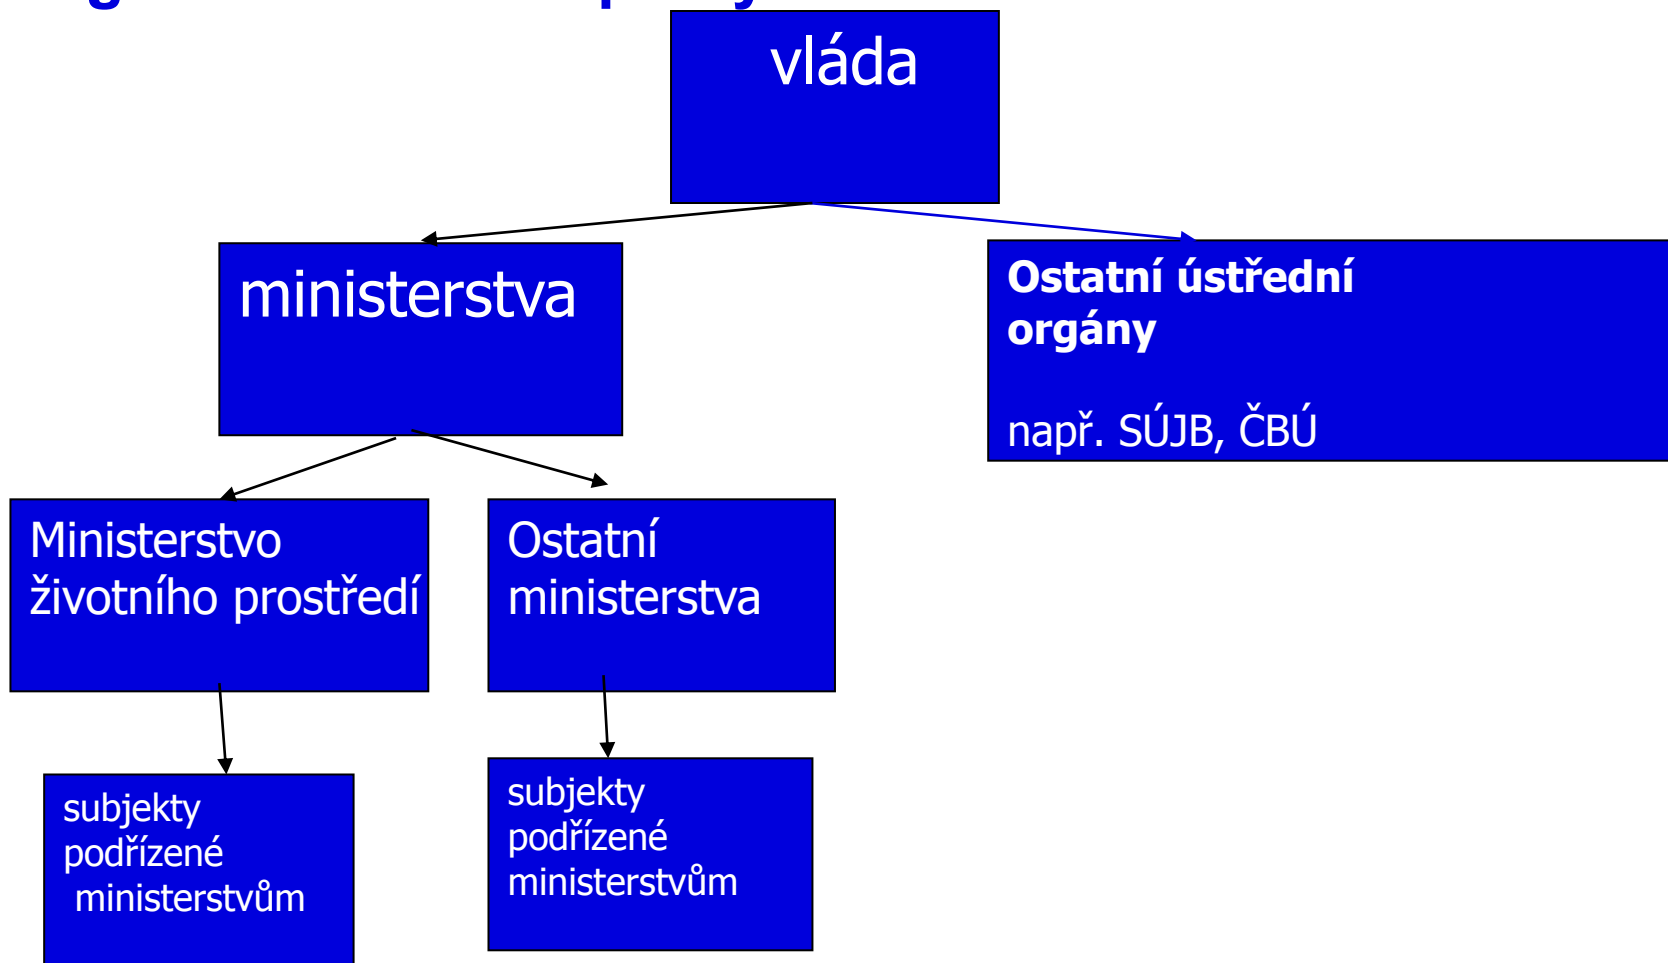 vláda
ministerstva
Ostatní ústřední
orgány
např. SÚJB, ČBÚ
Ministerstvo
životního prostředí
Ostatní
ministerstva
subjekty
podřízené
ministerstvům
subjekty
podřízené
ministerstvům